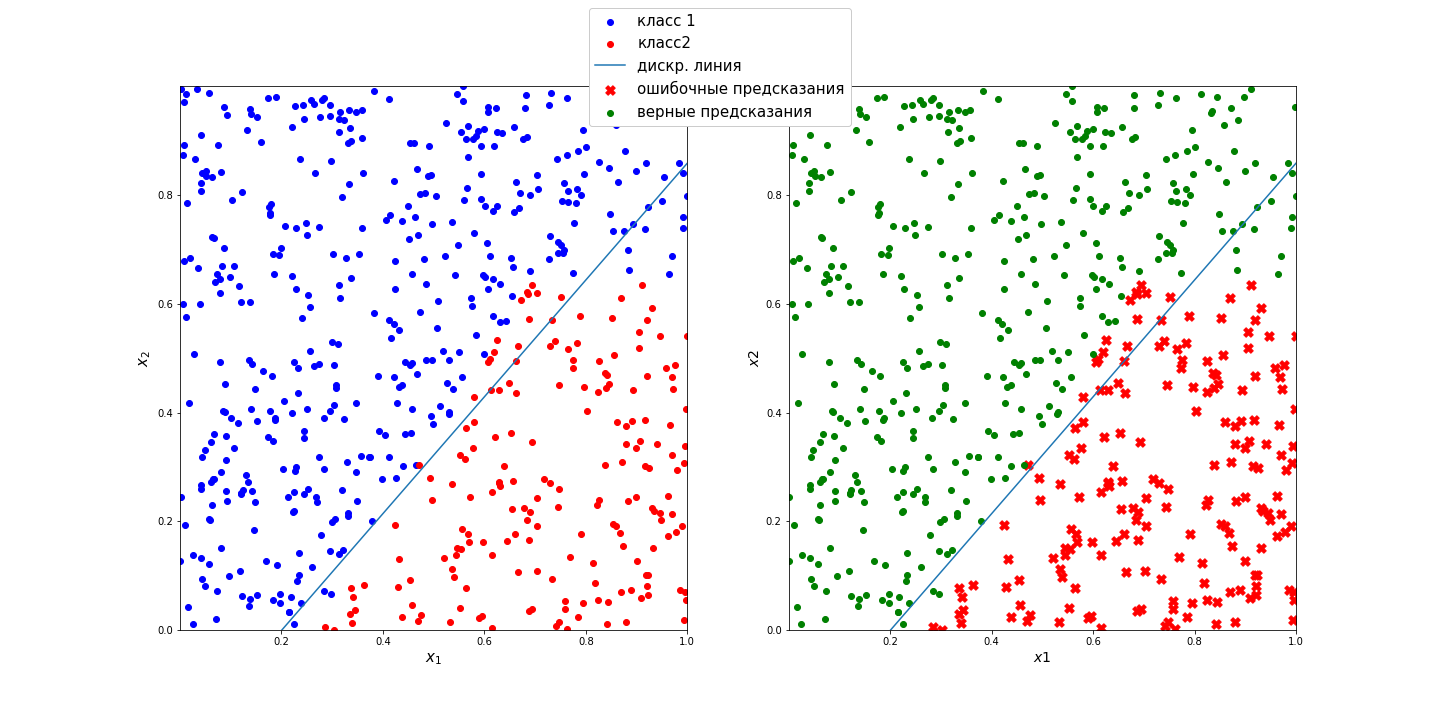 класс 1
класс2
дискр. линия
ошибочные предсказания
верные предсказания
0.8
0.6
0.4
0.2
0.0
x₂
0.2
0.4
0.6
0.8
1.0
x₁
0.8
0.6
0.4
0.2
0.0
x2
0.2
0.4
0.6
0.8
1.0
x1